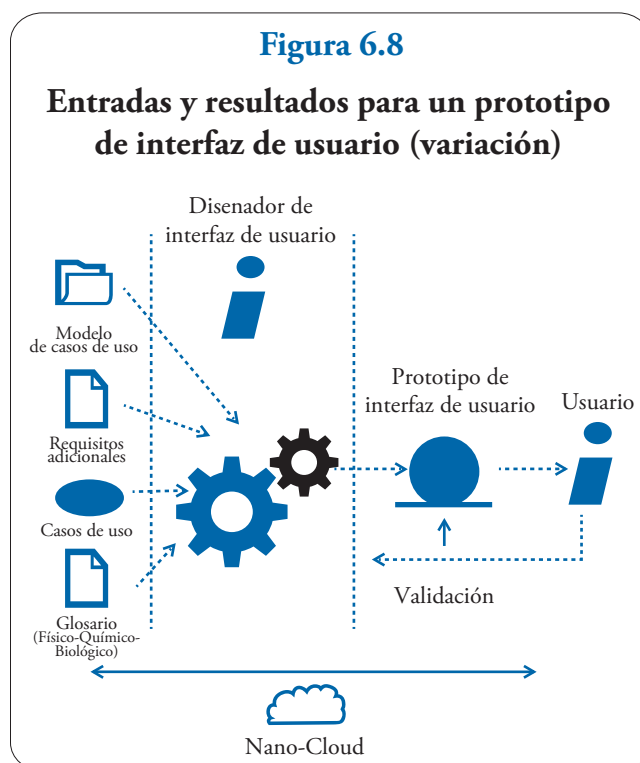 Figura 6.8
Entradas y resultados para un prototipo
de interfaz de usuario (variación)
Disenador de
interfaz de usuario
Modelo
de casos de uso
Requisitos
adicionales
Casos de uso
Glosario
(Físico-Químico-
Biológico)
Prototipo de
interfaz de usuario
Usuario
Validación
Nano-Cloud